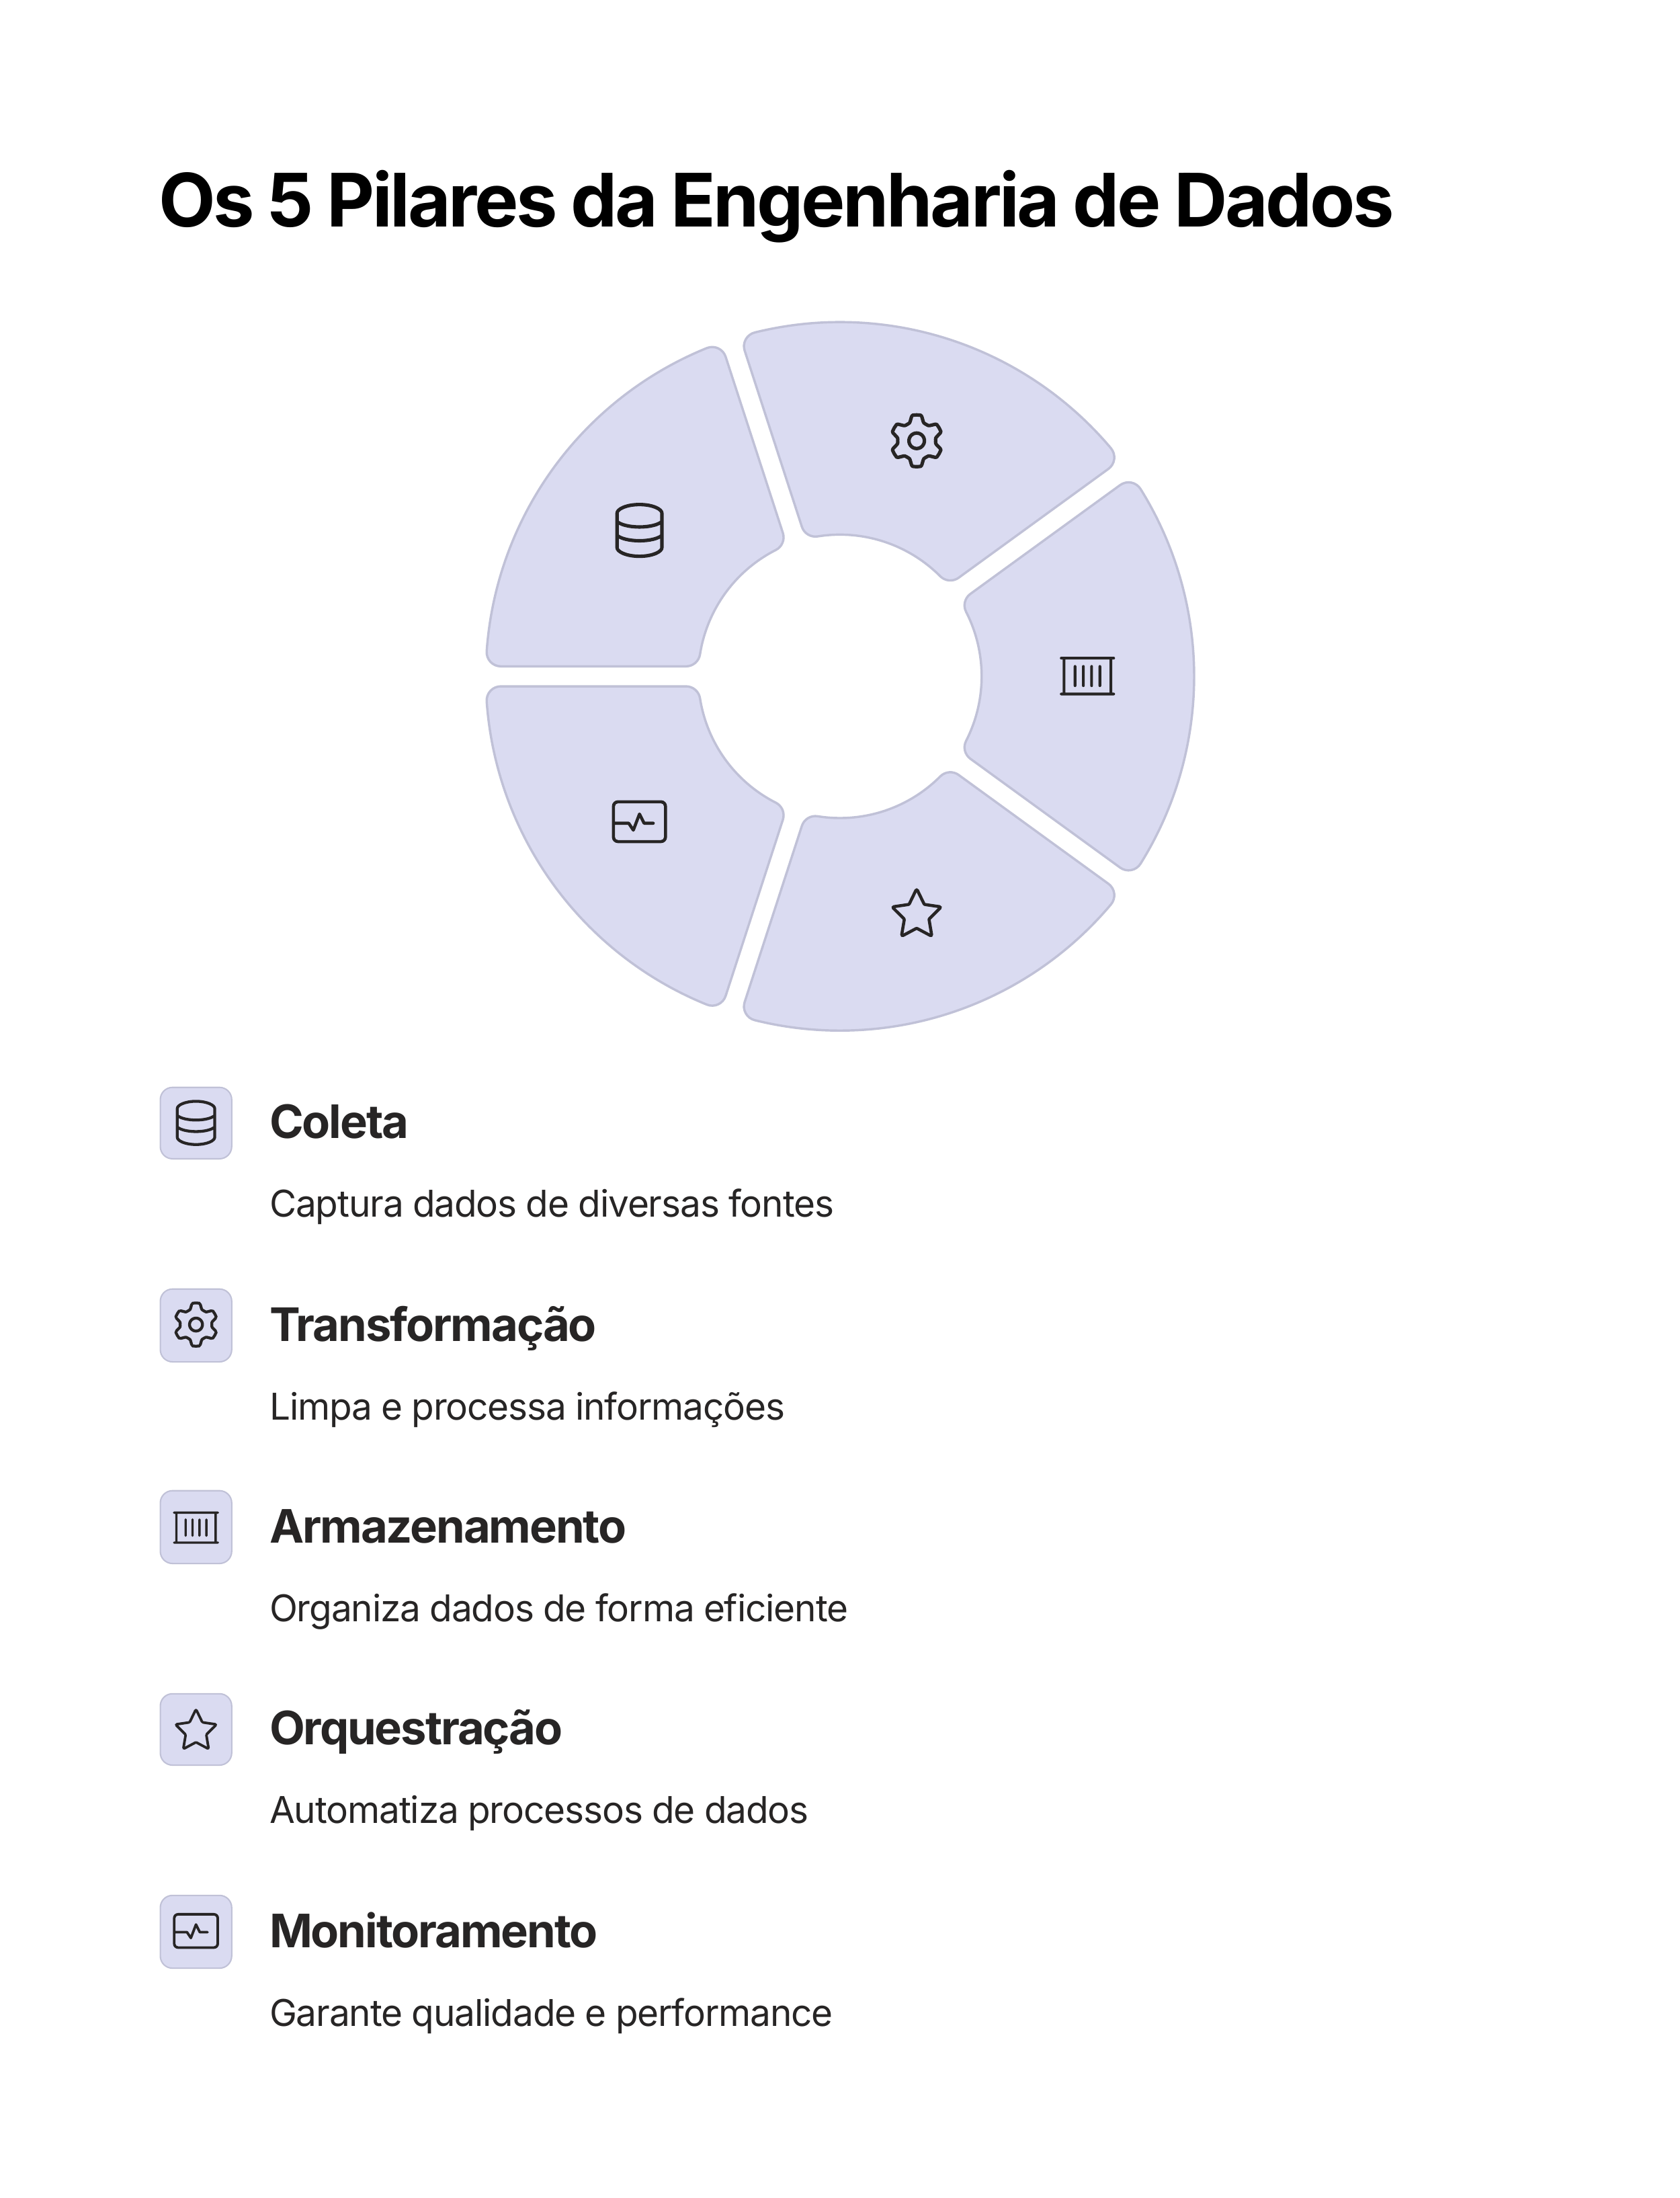 Os 5 Pilares da Engenharia de Dados
Coleta
Captura dados de diversas fontes
Transformação
Limpa e processa informações
Armazenamento
Organiza dados de forma eficiente
Orquestração
Automatiza processos de dados
Monitoramento
Garante qualidade e performance